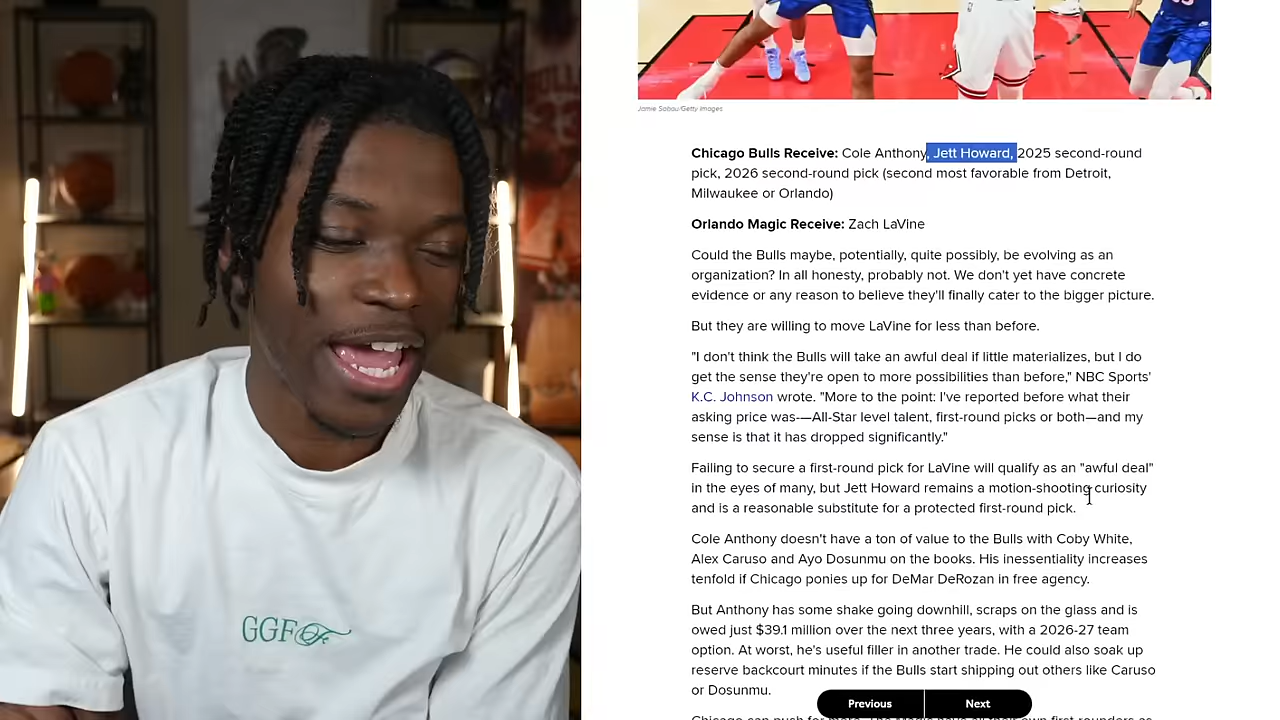 Jamie Sabau/Getty Images
Chicago Bulls Receive: Cole Anthony, Jett Howard, 2025 second-round
pick, 2026 second-round pick (second most favorable from Detroit,
Milwaukee or Orlando)
Orlando Magic Receive: Zach LaVine
Could the Bulls maybe, potentially, quite possibly, be evolving as an
organization? In all honesty, probably not. We don't yet have concrete
evidence or any reason to believe they'll finally cater to the bigger picture.
But they are willing to move LaVine for less than before.
"I don't think the Bulls will take an awful deal if little materializes, but I do
get the sense they're open to more possibilities than before," NBC Sports'
K.C. Johnson wrote. "More to the point: I've reported before what their
asking price was-—All-Star level talent, first-round picks or both—and my
sense is that it has dropped significantly."
Failing to secure a first-round pick for LaVine will qualify as an "awful deal"
in the eyes of many, but Jett Howard remains a motion-shooting curiosity
and is a reasonable substitute for a protected first-round pick.
Cole Anthony doesn't have a ton of value to the Bulls with Coby White,
Alex Caruso and Ayo Dosunmu on the books. His inessentiality increases
tenfold if Chicago ponies up for DeMar DeRozan in free agency.
But Anthony has some shake going downhill, scraps on the glass and is
owed just $39.1 million over the next three years, with a 2026-27 team
option. At worst, he's useful filler in another trade. He could also soak up
reserve backcourt minutes if the Bulls start shipping out others like Caruso
or Dosunmu.
Previous Next
GGF